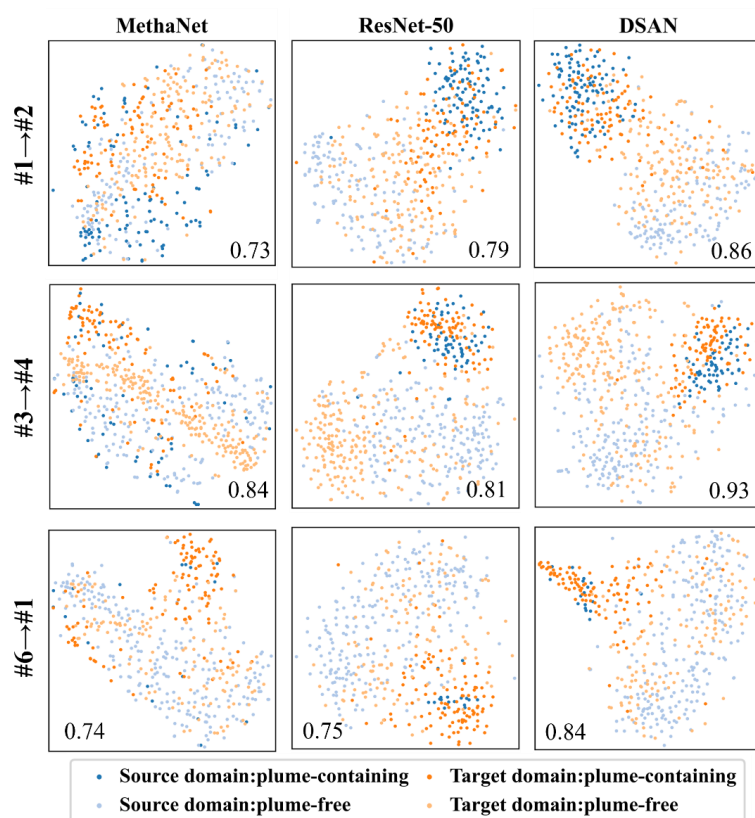 MethaNet ResNet-50 DSAN
#1→#2
0.73 0.79 0.86
#3→#4
0.84 0.81 0.93
#6→#1
0.74 0.75 0.84
Source domain:plume-containing Target domain:plume-containing
Source domain:plume-free Target domain:plume-free